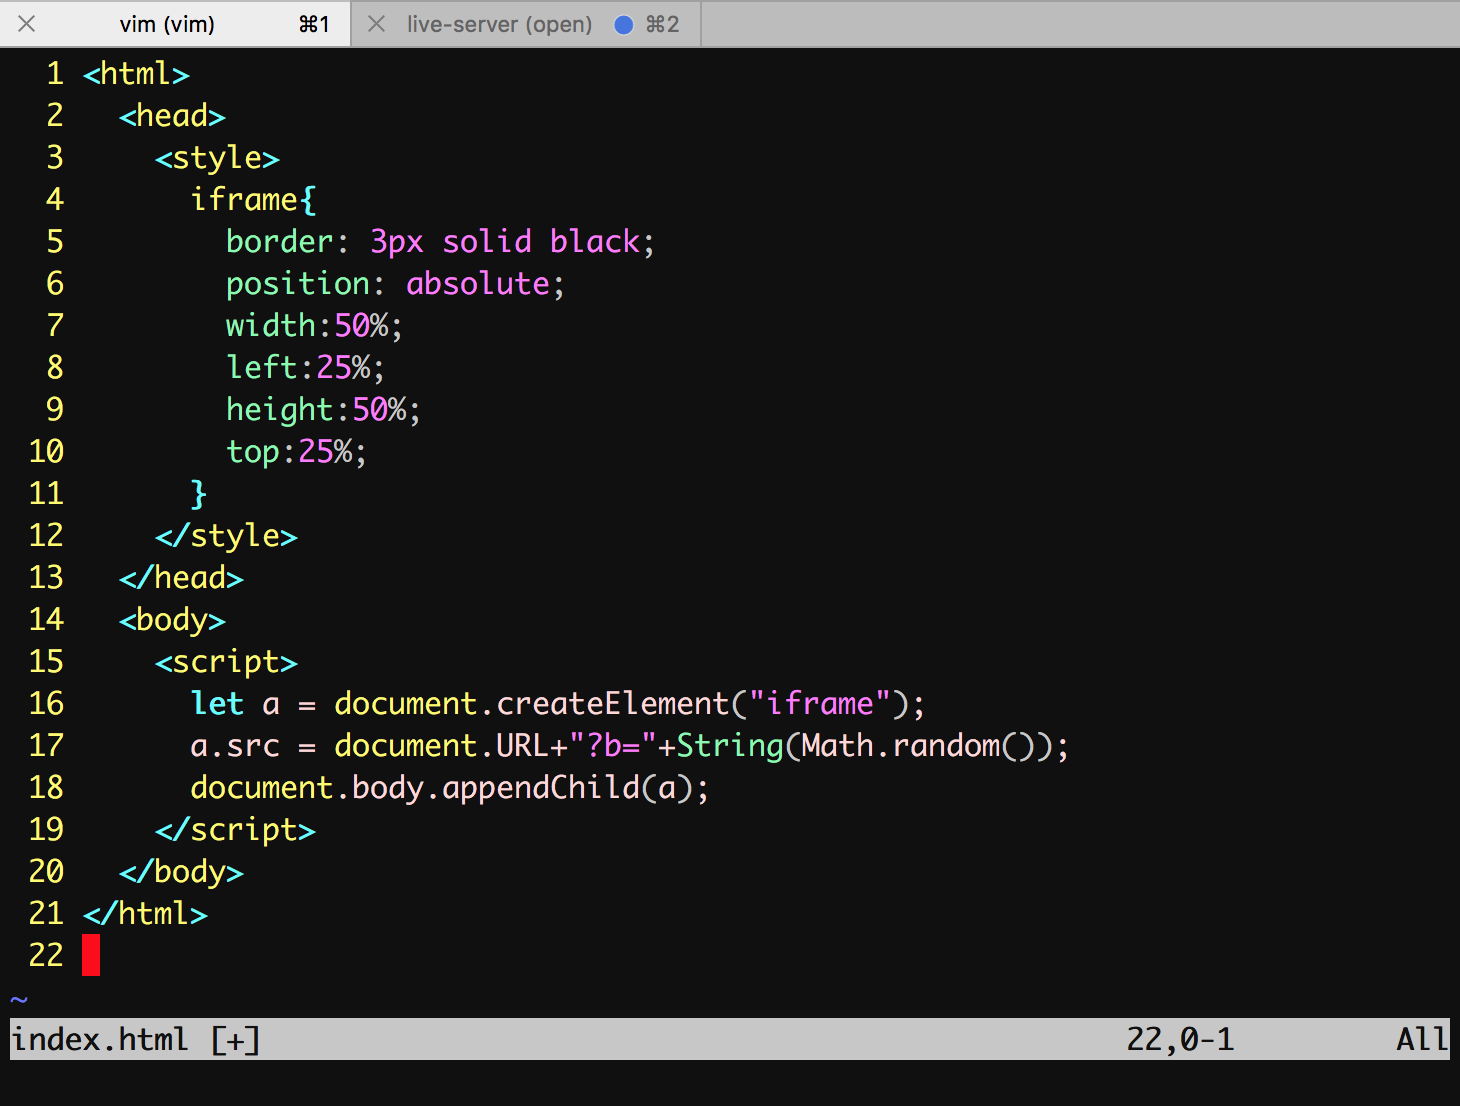 vim (vim) ⌘1 live-server (open) ⌘2
1 <html>
2   <head>
3     <style>
4       iframe{
5         border: 3px solid black;
6         position: absolute;
7         width:50%;
8         left:25%;
9         height:50%;
10         top:25%;
11       }
12     </style>
13   </head>
14   <body>
15     <script>
16       let a = document.createElement("iframe");
17       a.src = document.URL+"?b="+String(Math.random());
18       document.body.appendChild(a);
19     </script>
20   </body>
21 </html>
22
~
index.html [+] 22,0-1 All